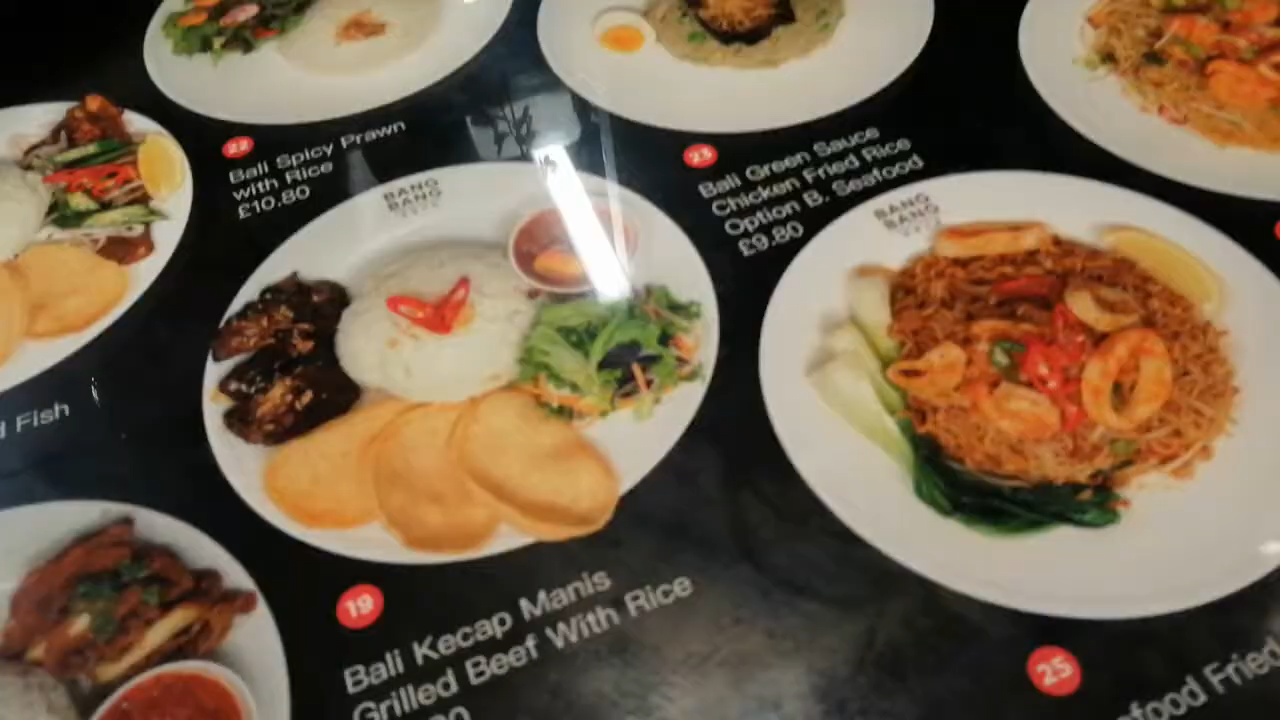 22
Bali Spicy Prawn
with Rice
£10.80
23
Bali Green Sauce
Chicken Fried Rice
Option B. Seafood
£9.80
BANG
BANG
BANG
BANG
Fish
19
Bali Kecap Manis
Grilled Beef With Rice
25
Fried